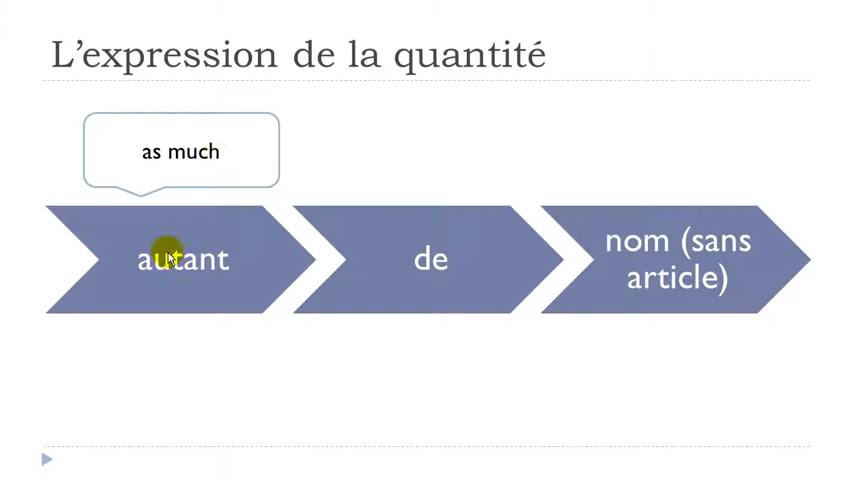 L'expression de la quantité
as much
autant
de
nom (sans
article)